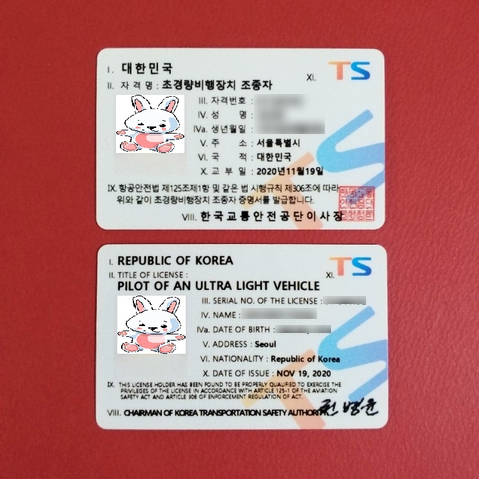 I. 대한민국
XI. TS
II. 자 격 명 : 초경량비행장치 조종자
III. 자격번호 :
IV. 성 명 :
IVa. 생년월일 :
V. 주 소 : 서울특별시
VI. 국 적 : 대한민국
X. 교 부 일 : 2020년11월19일
IX. 항공안전법 제125조제1항 및 같은 법 시행규칙 제306조에 따라
위와 같이 초경량비행장치 조종자 증명서를 발급합니다.
VIII. 한국교통안전공단이사장
I. REPUBLIC OF KOREA
XI. TS
II. TITLE OF LICENSE :
PILOT OF AN ULTRA LIGHT VEHICLE
III. SERIAL NO. OF THE LICENSE :
IV. NAME :
IVa. DATE OF BIRTH :
V. ADDRESS : Seoul
VI. NATIONALITY : Republic of Korea
X. DATE OF ISSUE : NOV 19, 2020
IX. THIS LICENSE HOLDER HAS BEEN FOUND TO BE PROPERLY QUALIFIED TO EXERCISE THE
PRIVILEGES OF THE LICENSE IN ACCORDANCE WITH ARTICLE 125-1 OF THE AVIATION
SAFETY ACT AND ARTICLE 306 OF ENFORCEMENT REGULATION OF ACT.
VIII. CHAIRMAN OF KOREA TRANSPORTATION SAFETY AUTHORITY